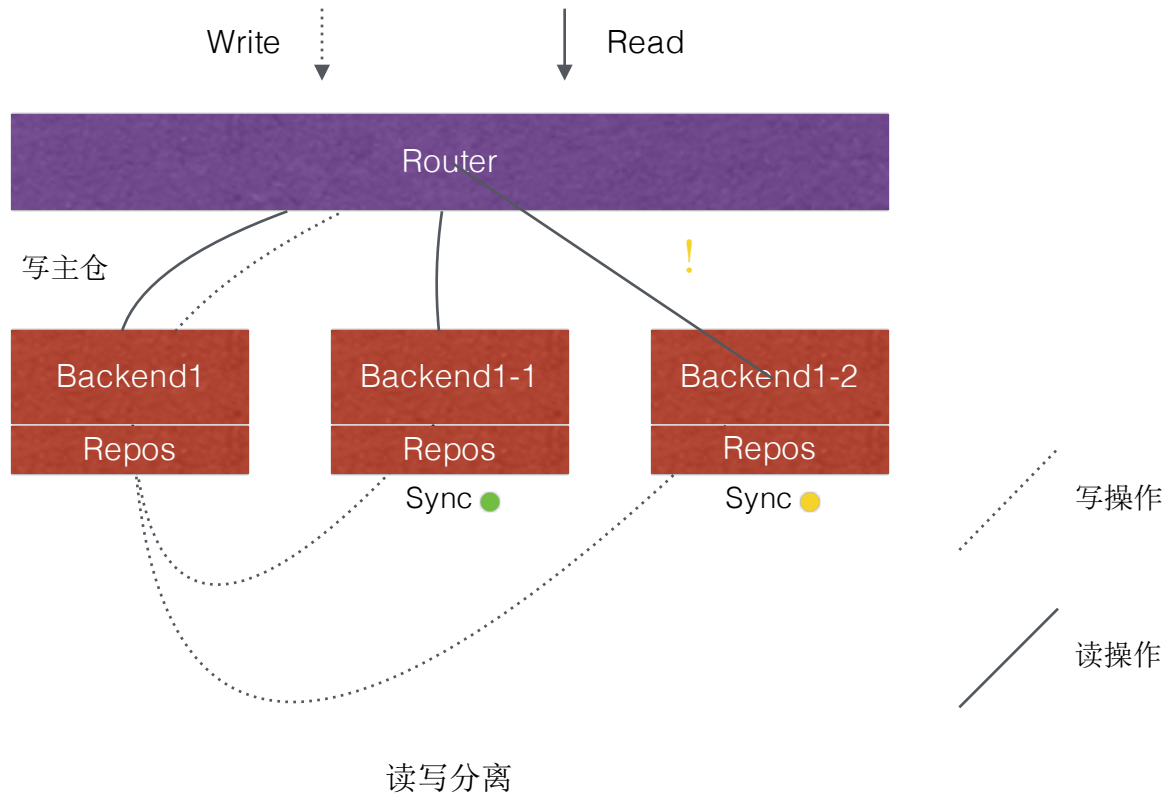 Write
Read
Router
写主仓
!
Backend1
Backend1-1
Backend1-2
Repos
Repos
Repos
Sync
Sync
写操作
读操作
读写分离